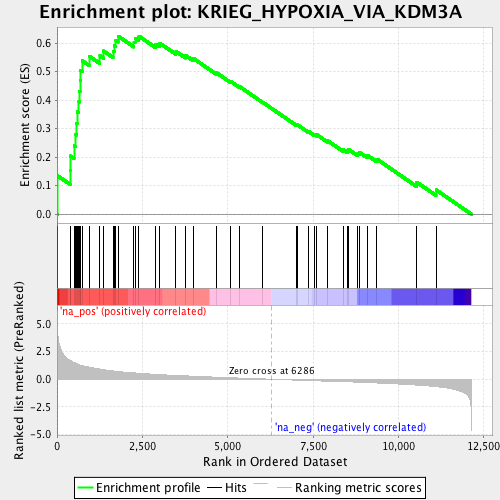 Enrichment plot: KRIEG_HYPOXIA_VIA_KDM3A
Enrichment score (ES)
0.6
0.5
0.4
0.3
0.2
0.1
0.0
'na_pos' (positively correlated)
Ranked list metric (PreRanked)
5.0
2.5
0.0
-2.5
-5.0
Zero cross at 6286
'na_neg' (negatively correlated)
0
2,500
5,000
7,500
10,000
12,500
Rank in Ordered Dataset
Enrichment profile
Hits
Ranking metric scores